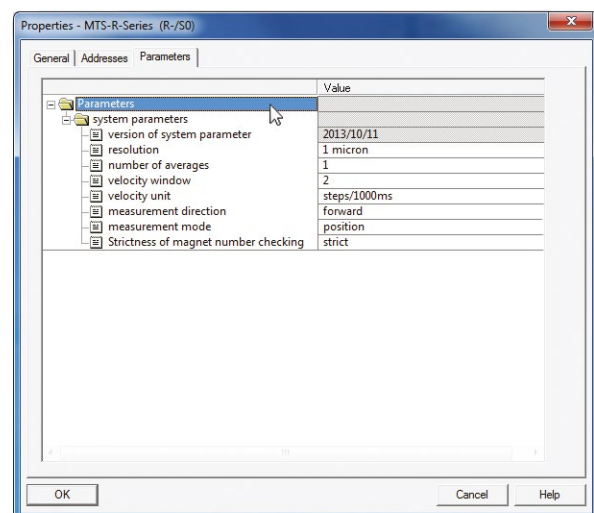 Properties - MTS-R-Series (R-/S0)
General Addresses Parameters
Value
Parameters
system parameters
version of system parameter 2013/10/11
resolution 1 micron
number of averages 1
velocity window 2
velocity unit steps/1000ms
measurement direction forward
measurement mode position
Strictness of magnet number checking strict
OK Cancel Help